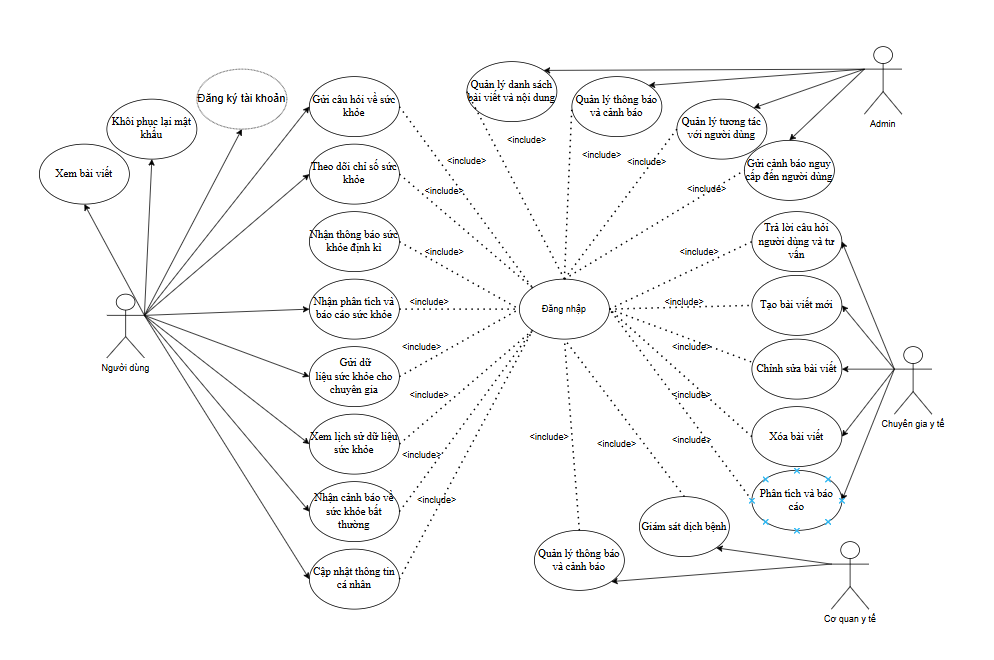 Đăng ký tài khoản
Khôi phục lại mật
khẩu
Xem bài viết
Người dùng
Gửi câu hỏi về sức
khỏe
Theo dõi chỉ số sức
khỏe
Nhận thông báo sức
khỏe định kì
Nhận phân tích và
báo cáo sức khỏe
Gửi dữ
liệu sức khỏe cho
chuyên gia
Xem lịch sử dữ liệu
sức khỏe
Nhận cảnh báo về
sức khỏe bất
thường
Cập nhật thông tin
cá nhân
<include>
<include>
<include>
<include>
<include>
<include>
<include>
<include>
Đăng nhập
Quản lý danh sách
bài viết và nội dung
Quản lý thông báo
và cảnh báo
Quản lý tương tác
với người dùng
Gửi cảnh báo nguy
cấp đến người dùng
Admin
<include>
<include>
<include>
<include>
Trả lời câu hỏi
người dùng và tư
vấn
Tạo bài viết mới
Chỉnh sửa bài viết
Xóa bài viết
Phân tích và báo
cáo
Chuyên gia y tế
<include>
<include>
<include>
<include>
<include>
<include>
<include>
Giám sát dịch bệnh
Quản lý thông báo
và cảnh báo
Cơ quan y tế